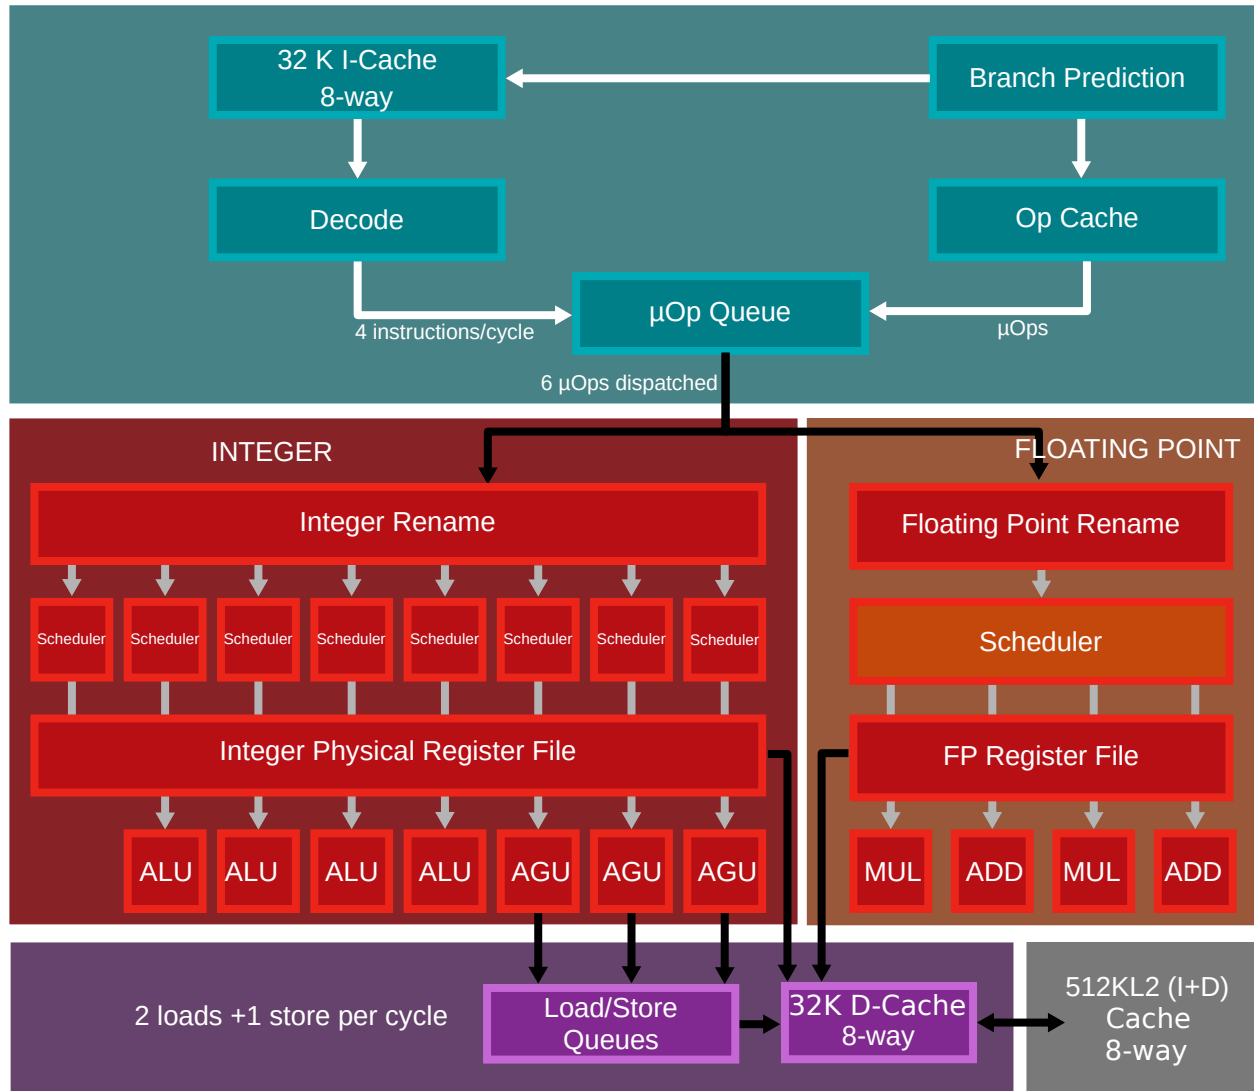 32 K I-Cache
8-way
Branch Prediction
Decode
Op Cache
µOp Queue
4 instructions/cycle
µOps
6 µOps dispatched
INTEGER
FLOATING POINT
Integer Rename
Floating Point Rename
Scheduler
Scheduler
Scheduler
Scheduler
Scheduler
Scheduler
Scheduler
Scheduler
Scheduler
Integer Physical Register File
FP Register File
ALU
ALU
ALU
ALU
AGU
AGU
AGU
MUL
ADD
MUL
ADD
2 loads +1 store per cycle
Load/Store
Queues
32K D-Cache
8-way
512KL2 (I+D)
Cache
8-way